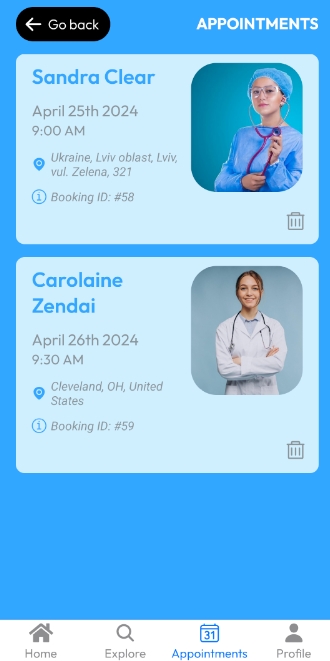 Go back
APPOINTMENTS
Sandra Clear
April 25th 2024
9:00 AM
Ukraine, Lviv oblast, Lviv,
vul. Zelena, 321
Booking ID: #58
Carolaine
Zendai
April 26th 2024
9:30 AM
Cleveland, OH, United
States
Booking ID: #59
31
Home
Explore
Appointments
Profile